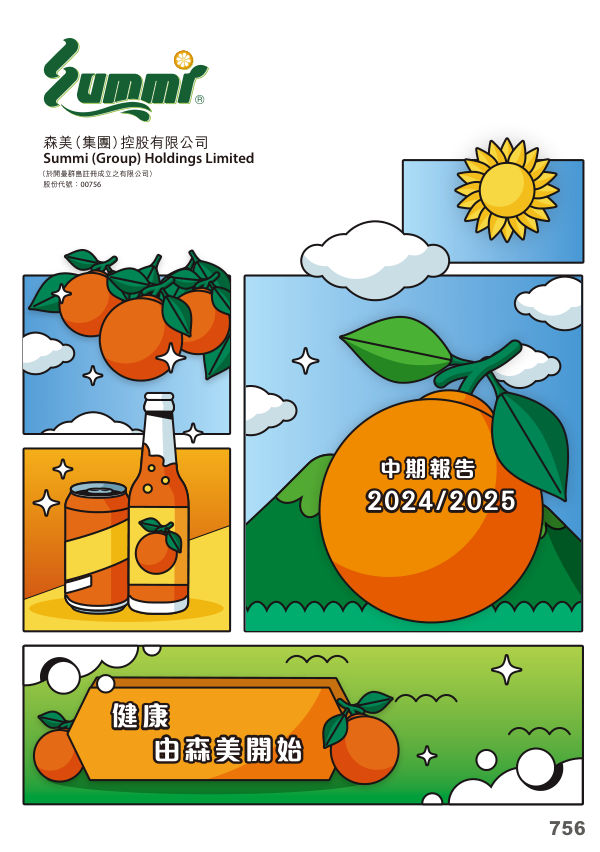 Summi®
森美（集團）控股有限公司
Summi (Group) Holdings Limited
（於開曼群島註冊成立之有限公司）
股份代號：00756
中期報告
2024/2025
健康
由森美開始
756